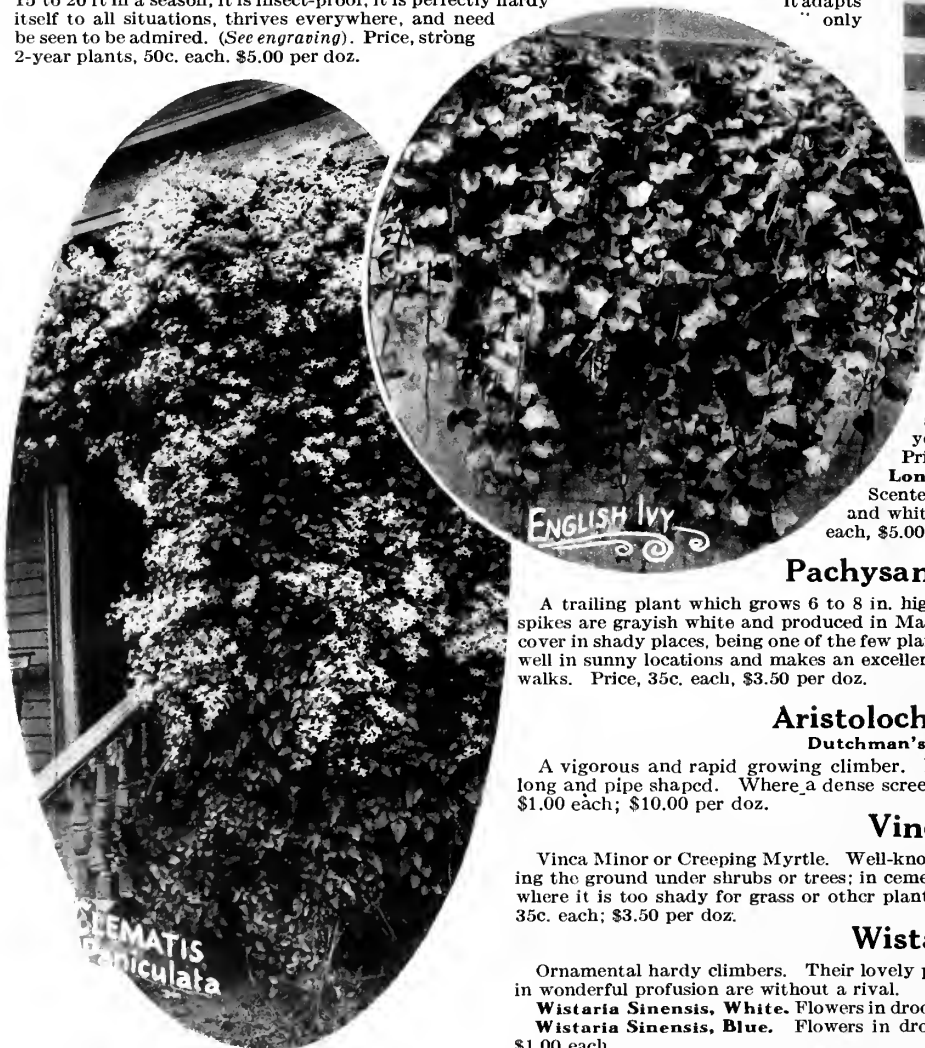 15 to 20 ft in a season, it is insect-proof, it is perfectly hardy
itself to all situations, thrives everywhere, and need
be seen to be admired. (See engraving). Price, strong
2-year plants, 50c. each. $5.00 per doz.
It adapts
only
ENGLISH IVY
CLEMATIS
Paniculata
Lon
Scente
and whit
each, $5.00
Pachysan
A trailing plant which grows 6 to 8 in. hig
spikes are grayish white and produced in Ma
cover in shady places, being one of the few pla
well in sunny locations and makes an exceller
walks. Price, 35c. each, $3.50 per doz.
Aristoloch
Dutchman's
A vigorous and rapid growing climber.
long and pipe shaped. Where a dense scree
$1.00 each; $10.00 per doz.
Vin
Vinca Minor or Creeping Myrtle. Well-kno
ing the ground under shrubs or trees; in ceme
where it is too shady for grass or other plant
35c. each; $3.50 per doz.
Wista
Ornamental hardy climbers. Their lovely p
in wonderful profusion are without a rival.
Wistaria Sinensis, White. Flowers in droo
Wistaria Sinensis, Blue. Flowers in dro
$1.00 each